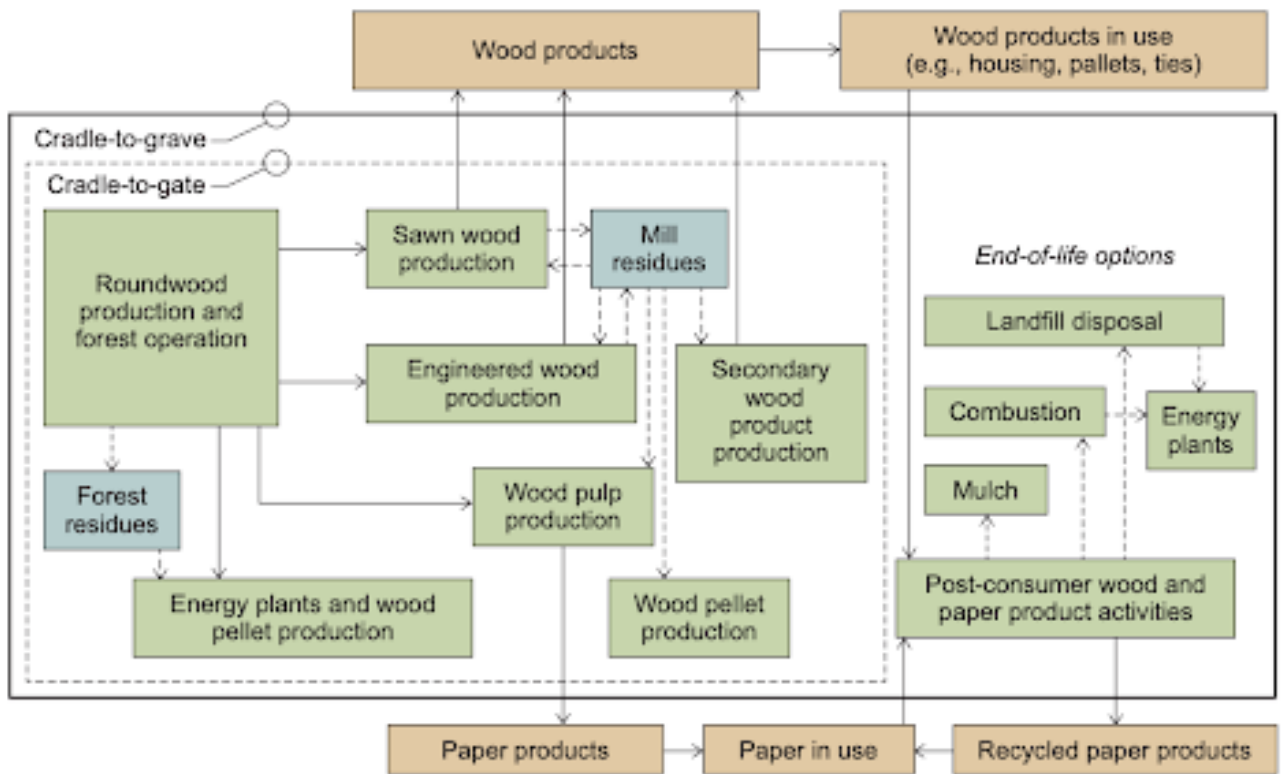 Wood products
Wood products in use
(e.g., housing, pallets, ties)
Cradle-to-grave
Cradle-to-gate
Roundwood
production and
forest operation
Sawn wood
production
Mill
residues
Engineered wood
production
Secondary
wood
product
production
Forest
residues
Wood pulp
production
Energy plants and wood
pellet production
Wood pellet
production
End-of-life options
Landfill disposal
Combustion
Energy
plants
Mulch
Post-consumer wood and
paper product activities
Paper products
Paper in use
Recycled paper products